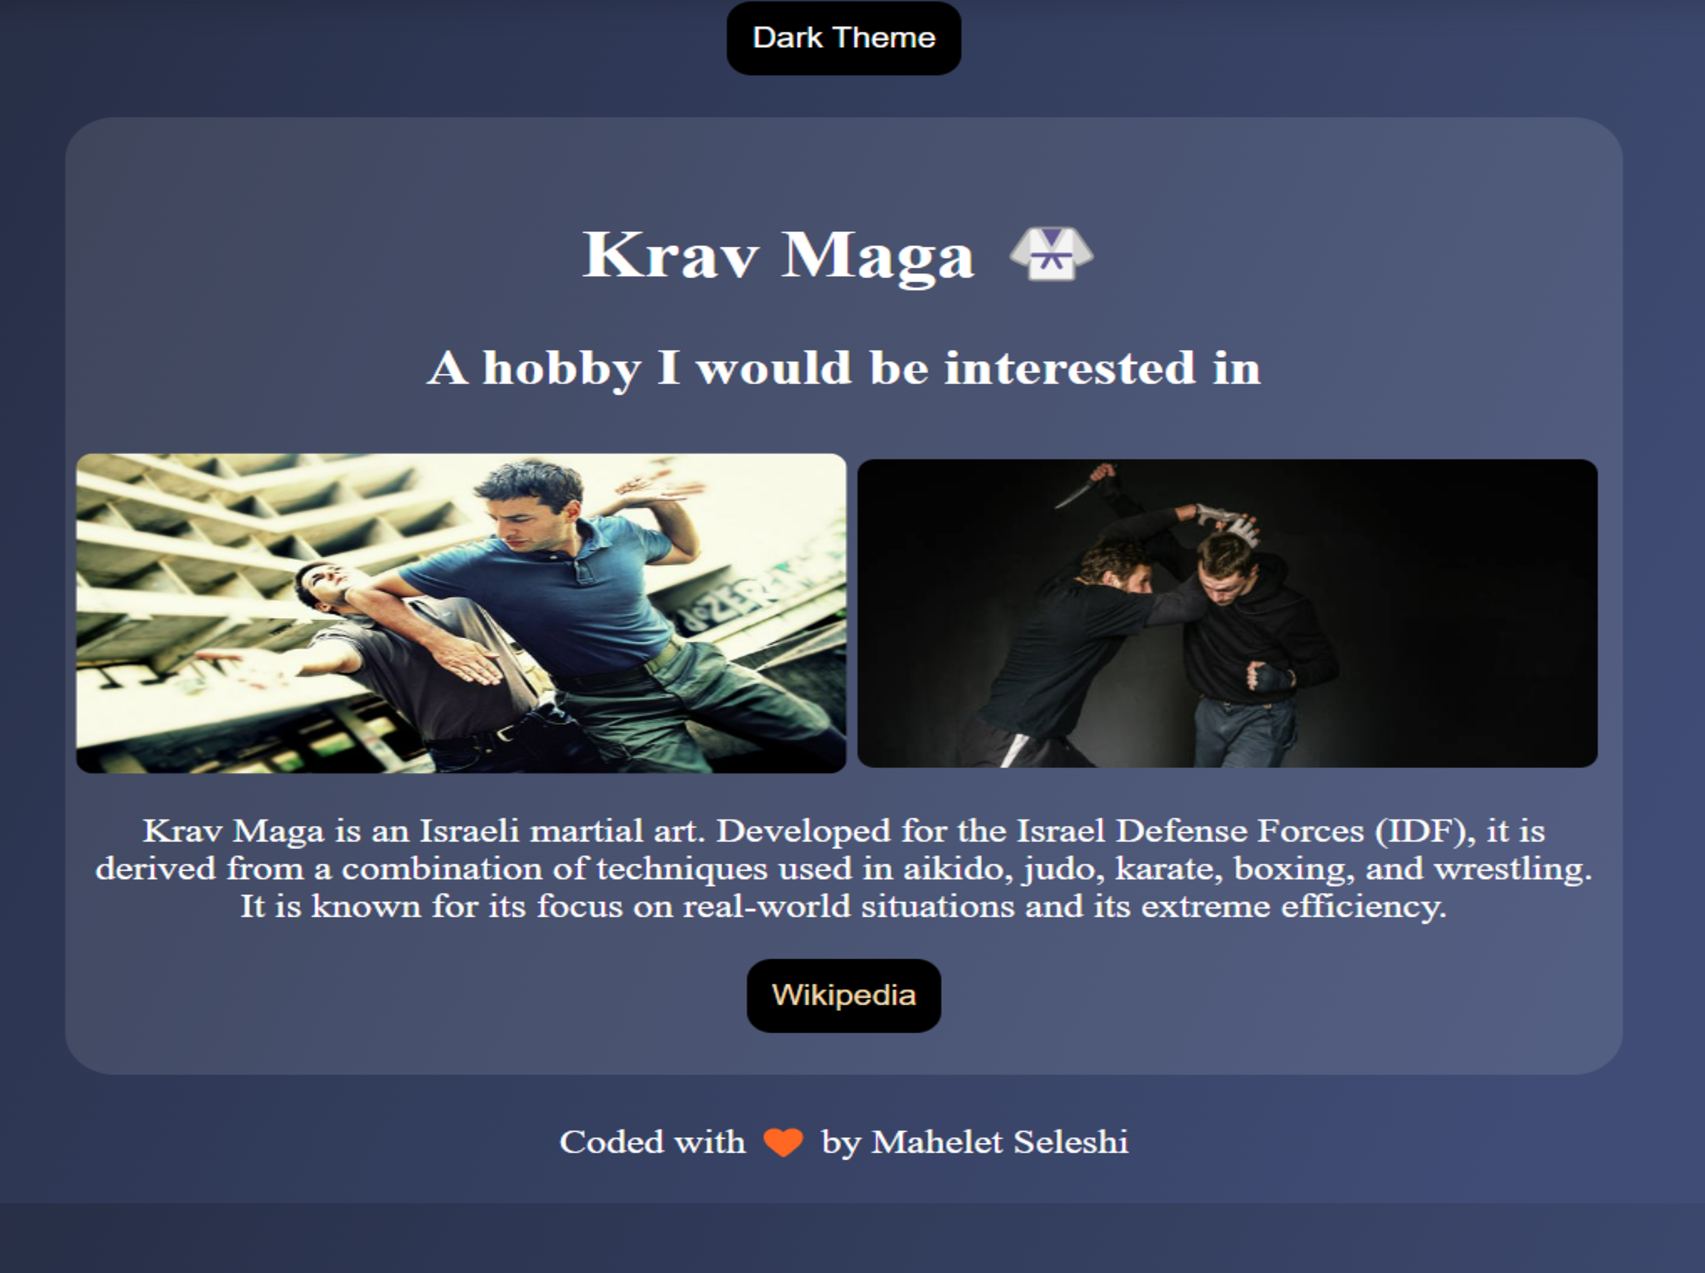 Dark Theme
Krav Maga 🥋
A hobby I would be interested in
Krav Maga is an Israeli martial art. Developed for the Israel Defense Forces (IDF), it is
derived from a combination of techniques used in aikido, judo, karate, boxing, and wrestling.
It is known for its focus on real-world situations and its extreme efficiency.
Wikipedia
Coded with 🧡 by Mahelet Seleshi